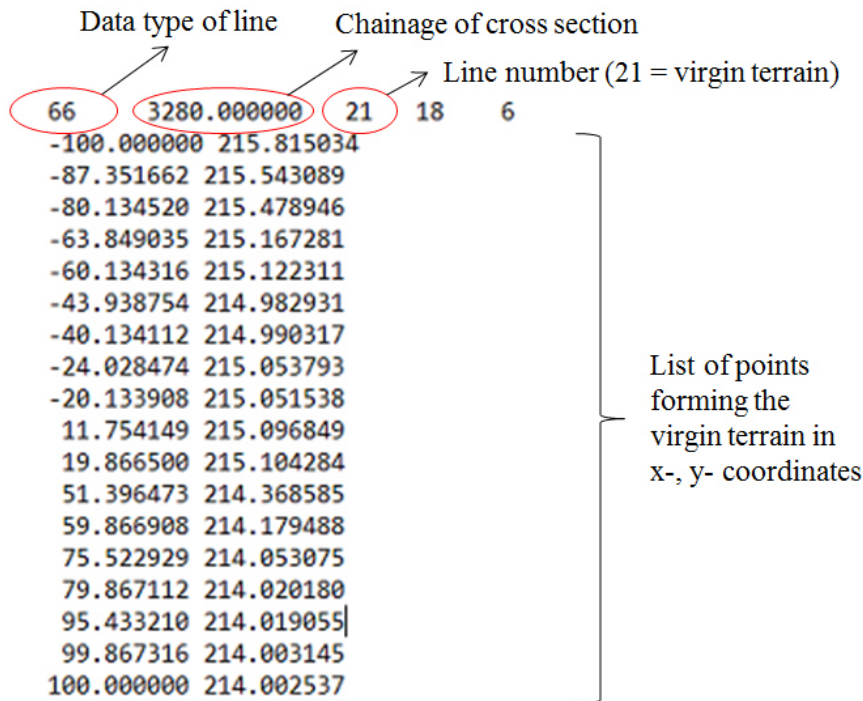 Data type of line
Chainage of cross section
Line number (21 = virgin terrain)
66 3280.000000 21 18 6
-100.000000 215.815034
-87.351662 215.543089
-80.134520 215.478946
-63.849035 215.167281
-60.134316 215.122311
-43.938754 214.982931
-40.134112 214.990317
-24.028474 215.053793
-20.133908 215.051538
11.754149 215.096849
19.866500 215.104284
51.396473 214.368585
59.866908 214.179488
75.522929 214.053075
79.867112 214.020180
95.433210 214.019055
99.867316 214.003145
100.000000 214.002537
List of points
forming the
virgin terrain in
x-, y- coordinates